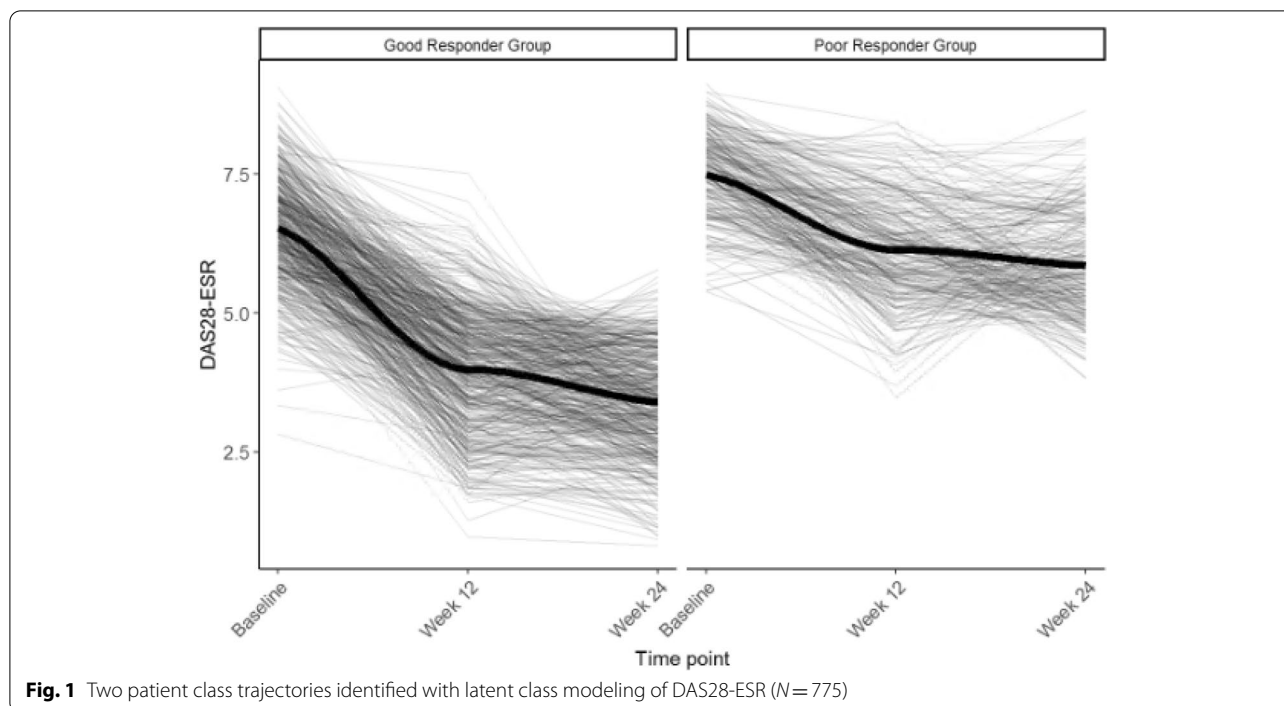 Good Responder Group
Poor Responder Group
7.5
5.0
2.5
DAS28-ESR
Baseline
Week 12
Week 24
Baseline
Week 12
Week 24
Time point
Fig. 1 Two patient class trajectories identified with latent class modeling of DAS28-ESR (N = 775)